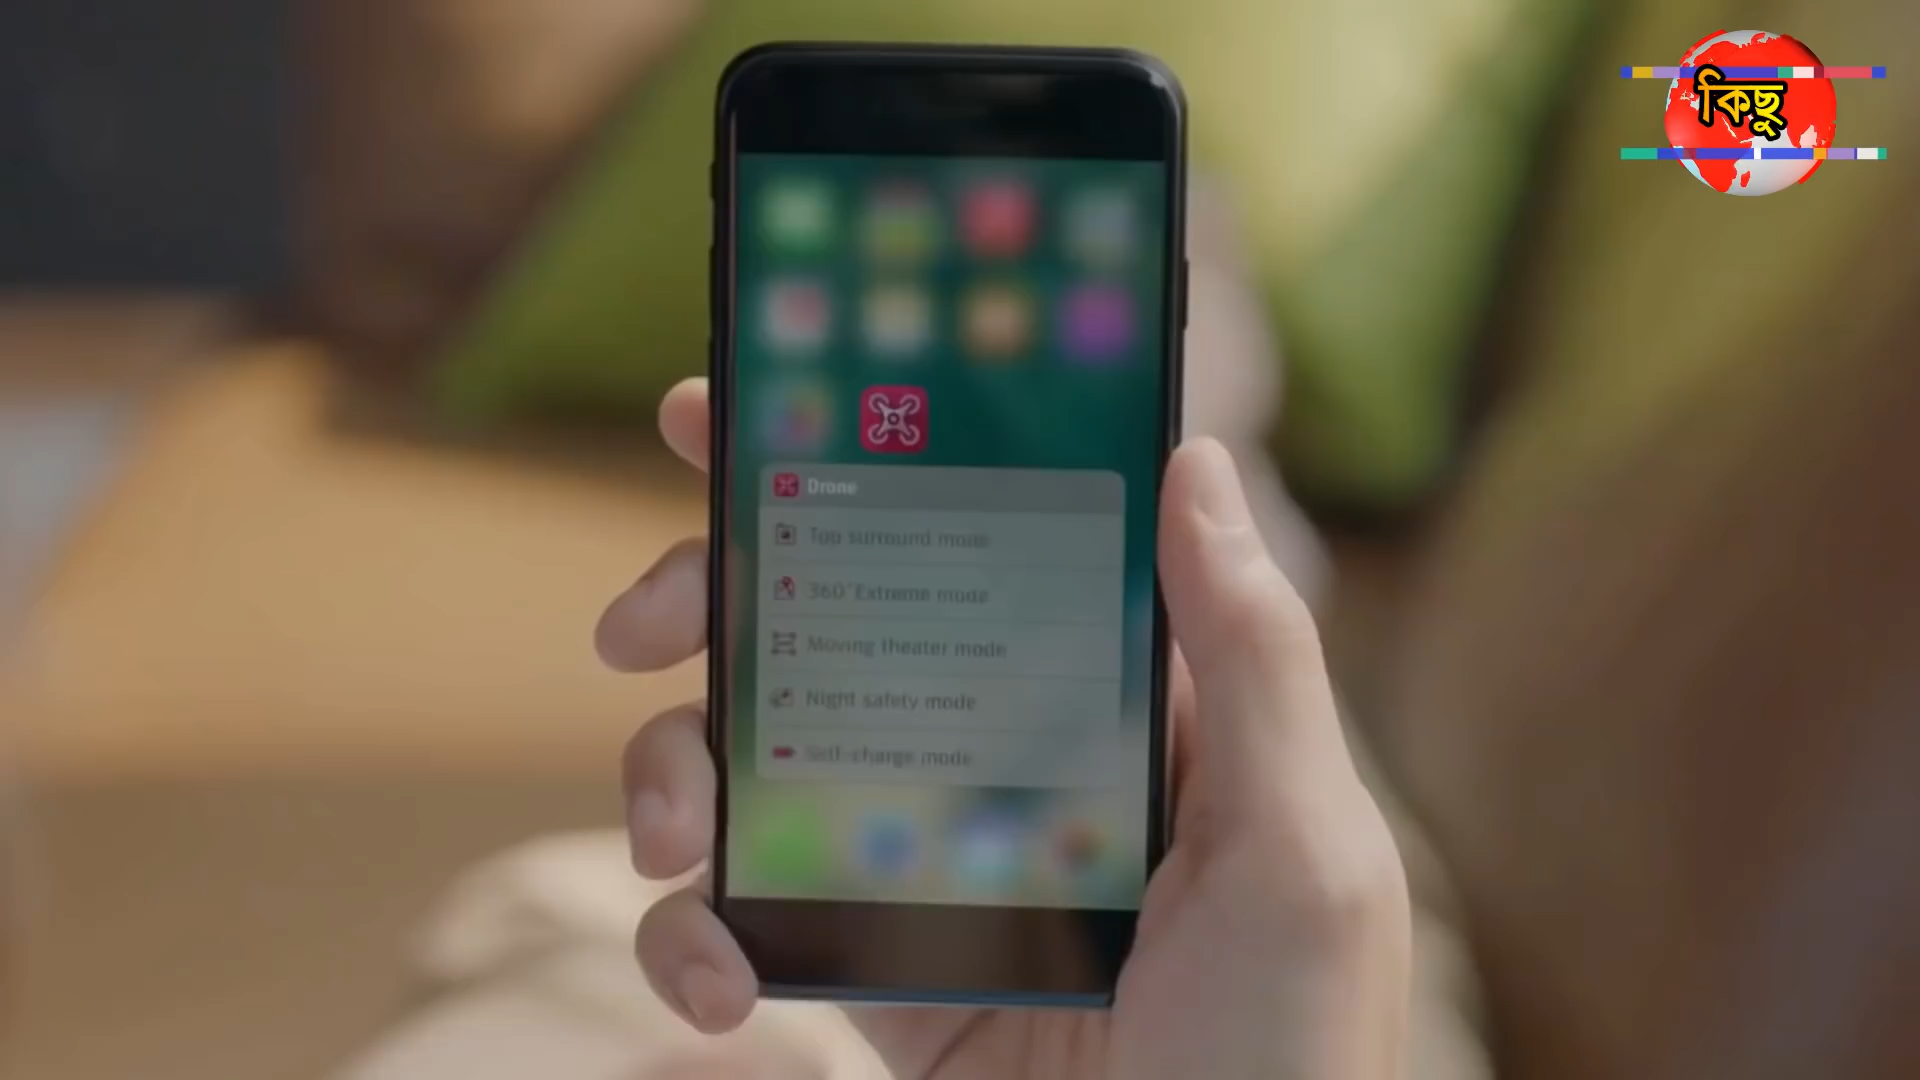 কিছু
Drone
Top surround mode
360°Extreme mode
Moving theater mode
Night safety mode
Self-charge mode